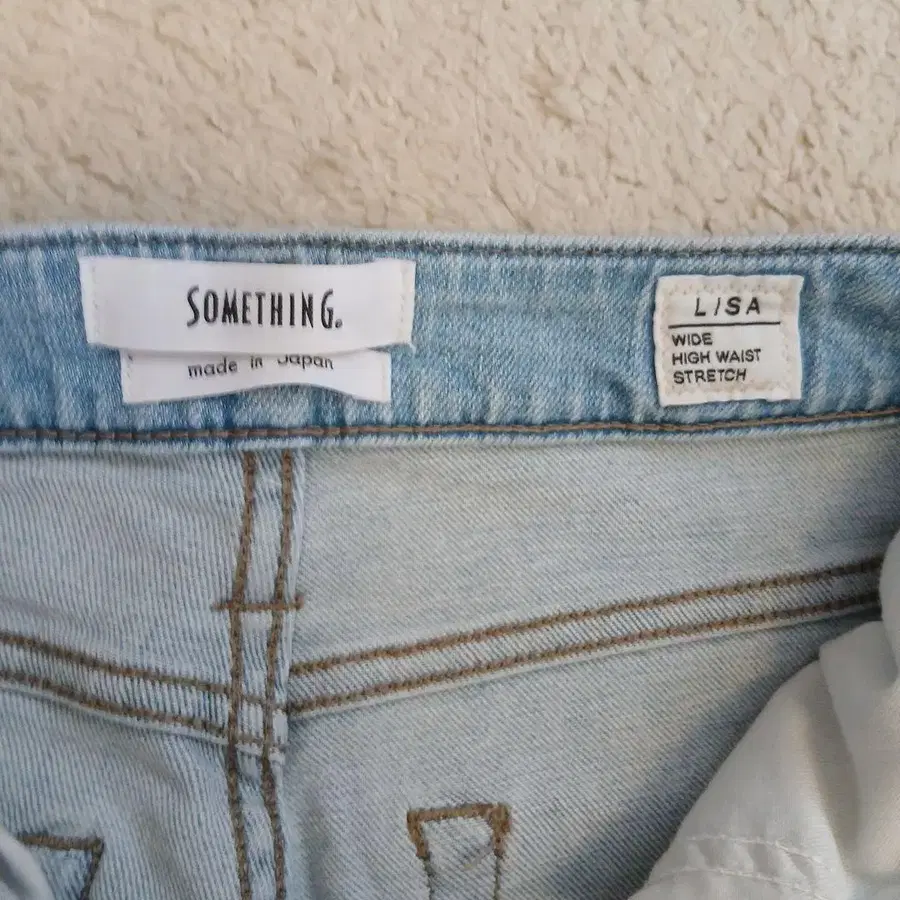 SOMETHING.
made in Japan
LISA
WIDE
HIGH WAIST
STRETCH